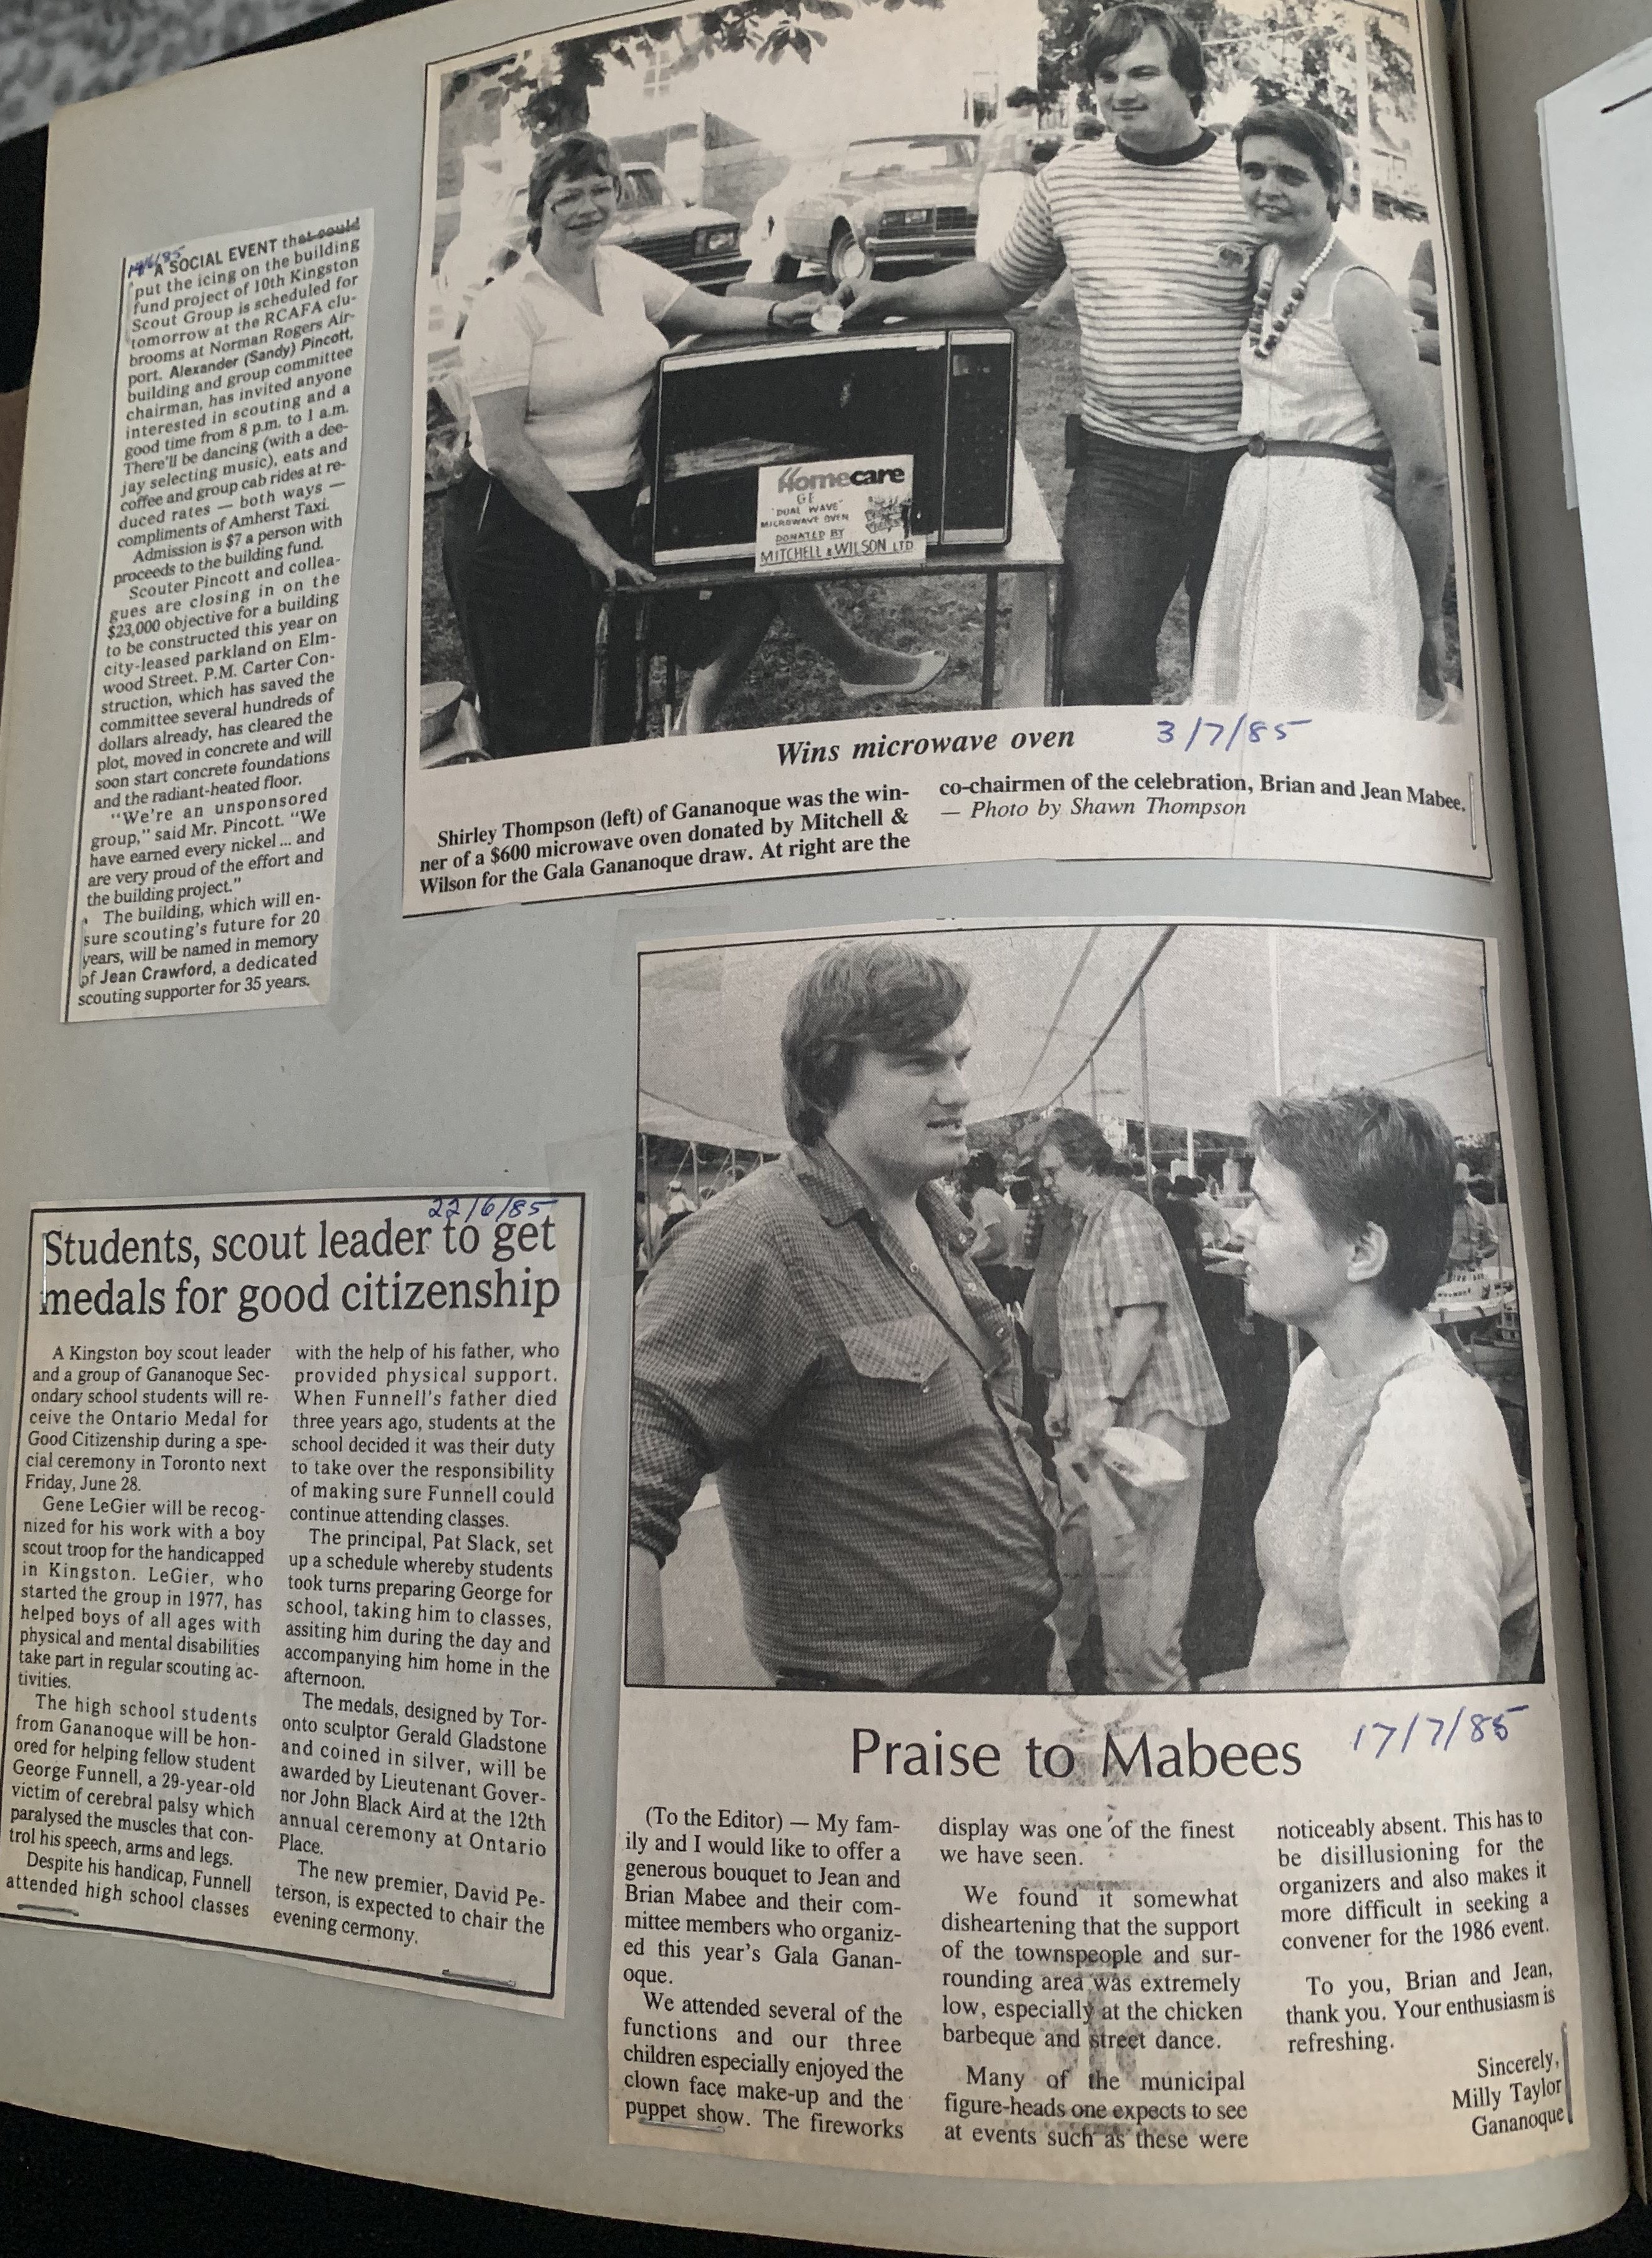 14/6/85
A SOCIAL EVENT that could
put the icing on the building
fund project of 10th Kingston
Scout Group is scheduled for
tomorrow at the RCAFA clu-
brooms at Norman Rogers Air-
port. Alexander (Sandy) Pincott,
building and group committee
chairman, has invited anyone
interested in scouting and a
good time from 8 p.m. to 1 a.m.
There'll be dancing (with a dee-
jay selecting music), eats and
coffee and group cab rides at re-
duced rates — both ways —
compliments of Amherst Taxi.
Admission is $7 a person with
proceeds to the building fund.
Scouter Pincott and collea-
gues are closing in on the
$23,000 objective for a building
to be constructed this year on
city-leased parkland on Elm-
wood Street. P.M. Carter Con-
struction, which has saved the
committee several hundreds of
dollars already, has cleared the
plot, moved in concrete and will
soon start concrete foundations
and the radiant-heated floor.
"We're an unsponsored
group," said Mr. Pincott. "We
have earned every nickel ... and
are very proud of the effort and
the building project."
The building, which will en-
sure scouting's future for 20
years, will be named in memory
of Jean Crawford, a dedicated
scouting supporter for 35 years.
Homecare
GE
"DUAL WAVE"
MICROWAVE OVEN
DONATED BY
MITCHELL & WILSON LTD
Wins microwave oven
3/7/85
Shirley Thompson (left) of Gananoque was the win-
ner of a $600 microwave oven donated by Mitchell &
Wilson for the Gala Gananoque draw. At right are the
co-chairmen of the celebration, Brian and Jean Mabee.
— Photo by Shawn Thompson
22/6/85
Students, scout leader to get
medals for good citizenship
A Kingston boy scout leader
and a group of Gananoque Sec-
ondary school students will re-
ceive the Ontario Medal for
Good Citizenship during a spe-
cial ceremony in Toronto next
Friday, June 28.
Gene LeGier will be recog-
nized for his work with a boy
scout troop for the handicapped
in Kingston. LeGier, who
started the group in 1977, has
helped boys of all ages with
physical and mental disabilities
take part in regular scouting ac-
tivities.
The high school students
from Gananoque will be hon-
ored for helping fellow student
George Funnell, a 29-year-old
victim of cerebral palsy which
paralysed the muscles that con-
trol his speech, arms and legs.
Despite his handicap, Funnell
attended high school classes
with the help of his father, who
provided physical support.
When Funnell's father died
three years ago, students at the
school decided it was their duty
to take over the responsibility
of making sure Funnell could
continue attending classes.
The principal, Pat Slack, set
up a schedule whereby students
took turns preparing George for
school, taking him to classes,
assiting him during the day and
accompanying him home in the
afternoon.
The medals, designed by Tor-
onto sculptor Gerald Gladstone
and coined in silver, will be
awarded by Lieutenant Gover-
nor John Black Aird at the 12th
annual ceremony at Ontario
Place.
The new premier, David Pe-
terson, is expected to chair the
evening cermony.
Praise to Mabees
17/7/85
(To the Editor) — My fam-
ily and I would like to offer a
generous bouquet to Jean and
Brian Mabee and their com-
mittee members who organiz-
ed this year's Gala Ganan-
oque.
We attended several of the
functions and our three
children especially enjoyed the
clown face make-up and the
puppet show. The fireworks
display was one of the finest
we have seen.
We found it somewhat
disheartening that the support
of the townspeople and sur-
rounding area was extremely
low, especially at the chicken
barbeque and street dance.
Many of the municipal
figure-heads one expects to see
at events such as these were
noticeably absent. This has to
be disillusioning for the
organizers and also makes it
more difficult in seeking a
convener for the 1986 event.
To you, Brian and Jean,
thank you. Your enthusiasm is
refreshing.
Sincerely,
Milly Taylor
Gananoque